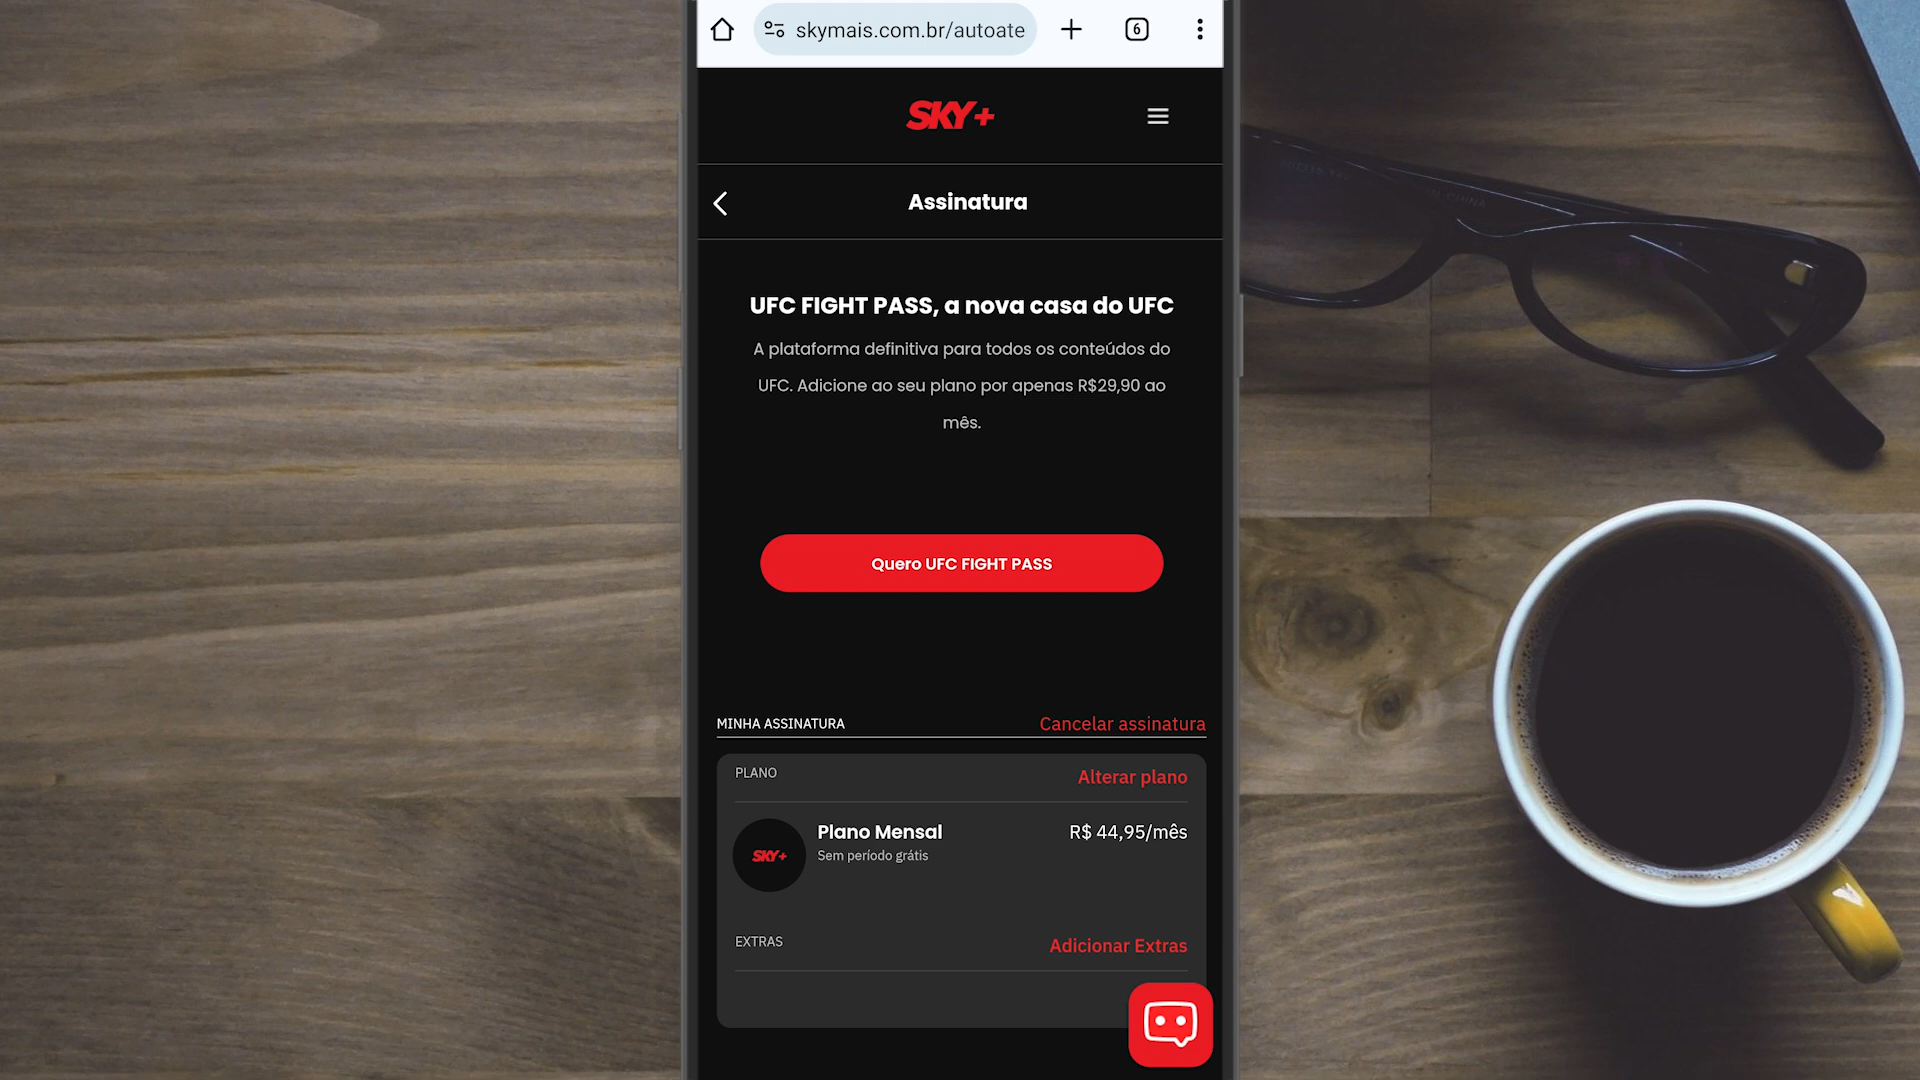 skymais.com.br/autoate
6
SKY+
Assinatura
UFC FIGHT PASS, a nova casa do UFC
A plataforma definitiva para todos os conteúdos do
UFC. Adicione ao seu plano por apenas R$29,90 ao
mês.
Quero UFC FIGHT PASS
MINHA ASSINATURA
Cancelar assinatura
PLANO
Alterar plano
SKY+
Plano Mensal
R$ 44,95/mês
Sem período grátis
EXTRAS
Adicionar Extras